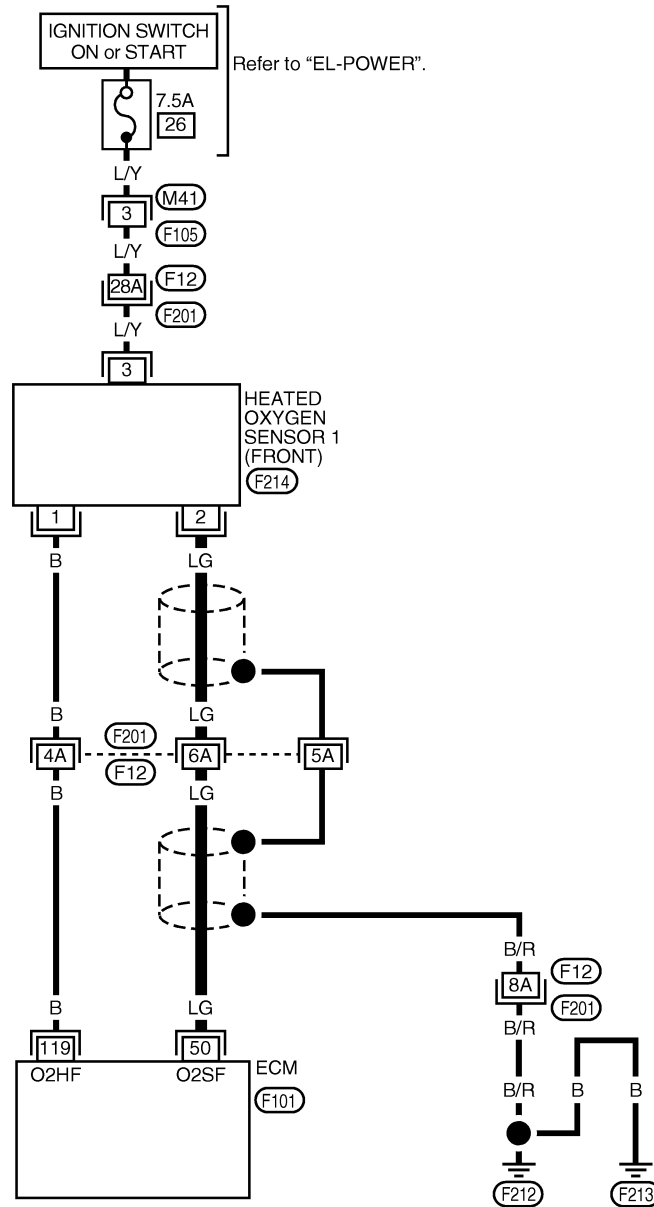 IGNITION SWITCH
ON or START
Refer to “EL-POWER”.
7.5A
26
L/Y
M41
3
F105
L/Y
F12
28A
F201
L/Y
3
HEATED
OXYGEN
SENSOR 1
(FRONT)
F214
1 2
B LG
B LG
F201
4A 6A 5A
F12
B LG
B/R
F12
8A
F201
B LG
B/R
119 50
ECM
O2HF O2SF
F101
B/R B B
F212 F213